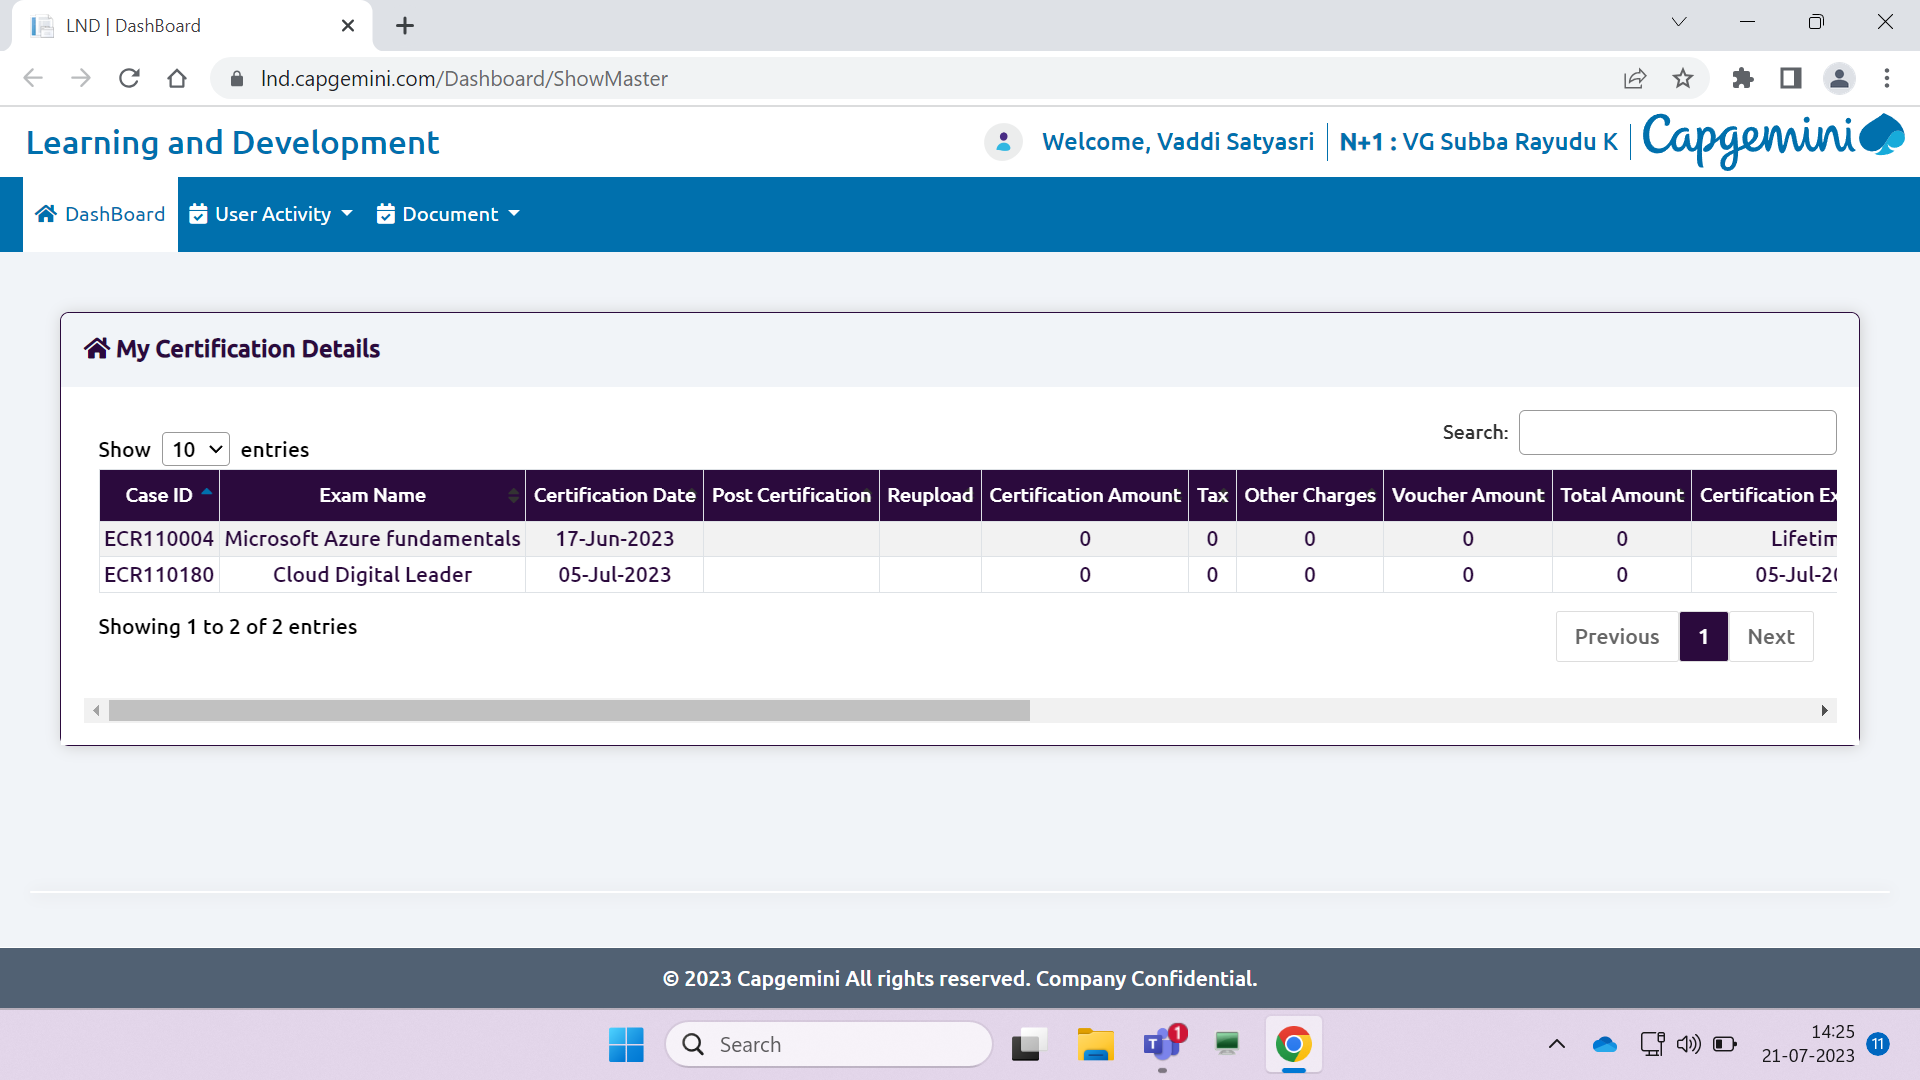 LND | DashBoard
lnd.capgemini.com/Dashboard/ShowMaster
Learning and Development
Welcome, Vaddi Satyasri
N+1 : VG Subba Rayudu K
Capgemini
DashBoard
User Activity
Document
My Certification Details
Search:
Show 10 entries
Case ID Exam Name Certification Date Post Certification Reupload Certification Amount Tax Other Charges Voucher Amount Total Amount Certification Ex
ECR110004 Microsoft Azure fundamentals 17-Jun-2023 0 0 0 0 0 Lifetim
ECR110180 Cloud Digital Leader 05-Jul-2023 0 0 0 0 0 05-Jul-20
Showing 1 to 2 of 2 entries
Previous 1 Next
© 2023 Capgemini All rights reserved. Company Confidential.
Search
T
1
14:25
21-07-2023
11